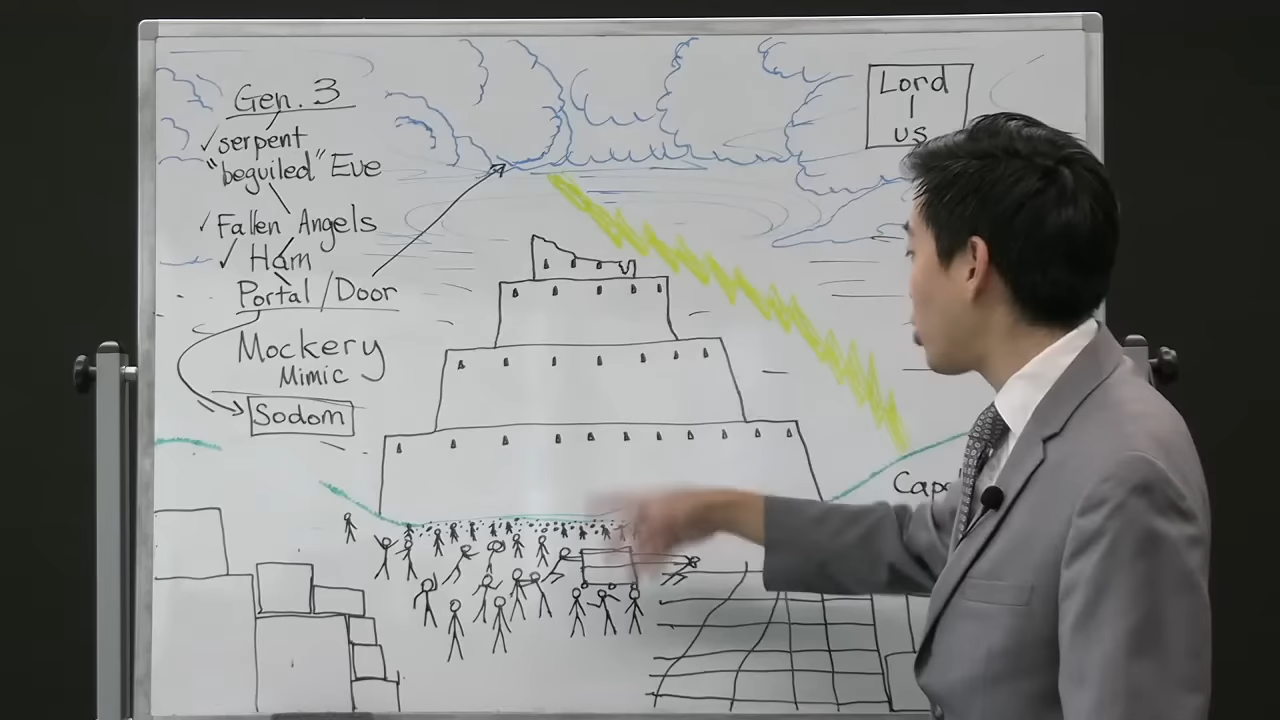 Gen. 3
✓ serpent
"beguiled" Eve
✓ Fallen Angels
✓ Ham
Portal / Door
Mockery
Mimic
Sodom
Lord
us